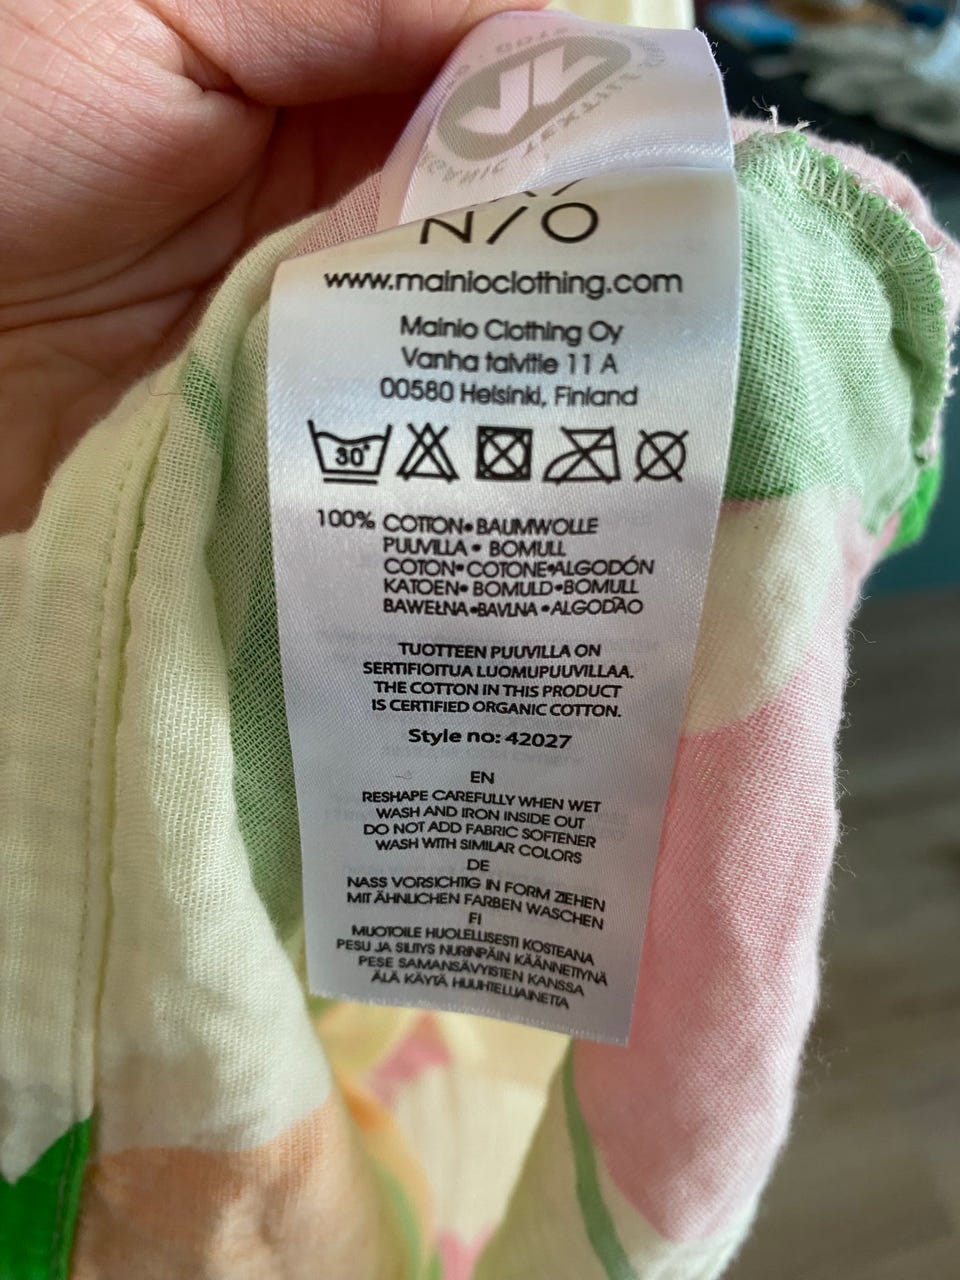 N/O
www.mainioclothing.com
Mainio Clothing Oy
Vanha talvitie 11 A
00580 Helsinki, Finland
30°
100% COTTON • BAUMWOLLE
PUUVILLA • BOMULL
COTON • COTONE • ALGODÓN
KATOEN • BOMULD • BOMULL
BAWEŁNA • BAVLNA • ALGODÃO
TUOTTEEN PUUVILLA ON
SERTIFIOITUA LUOMUPUUVILLAA.
THE COTTON IN THIS PRODUCT
IS CERTIFIED ORGANIC COTTON.
Style no: 42027
EN
RESHAPE CAREFULLY WHEN WET
WASH AND IRON INSIDE OUT
DO NOT ADD FABRIC SOFTENER
WASH WITH SIMILAR COLORS
DE
NASS VORSICHTIG IN FORM ZIEHEN
MIT ÄHNLICHEN FARBEN WASCHEN
FI
MUOTOILE HUOLELLISESTI KOSTEANA
PESU JA SILITYS NURINPÄIN KÄÄNNETTYNÄ
PESE SAMANSÄVYISTEN KANSSA
ÄLÄ KÄYTÄ HUUHTELUAINETTA